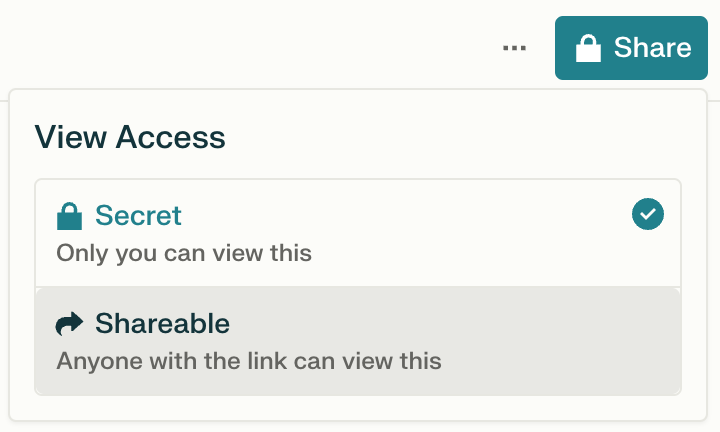 Share
View Access
Secret
Only you can view this
Shareable
Anyone with the link can view this